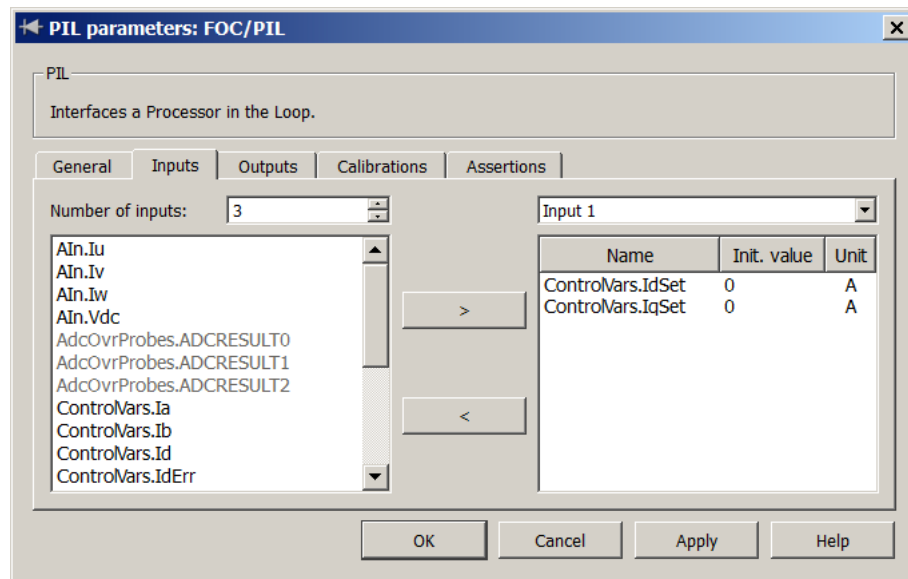 PIL parameters: FOC/PIL
PIL
Interfaces a Processor in the Loop.
General Inputs Outputs Calibrations Assertions
Number of inputs: 3 Input 1
AIn.Iu
AIn.Iv
AIn.Iw
AIn.Vdc
AdcOvrProbes.ADCRESULT0
AdcOvrProbes.ADCRESULT1
AdcOvrProbes.ADCRESULT2
ControlVars.Ia
ControlVars.Ib
ControlVars.Id
ControlVars.IdErr
>
<
Name Init. value Unit
ControlVars.IdSet 0 A
ControlVars.IqSet 0 A
OK Cancel Apply Help